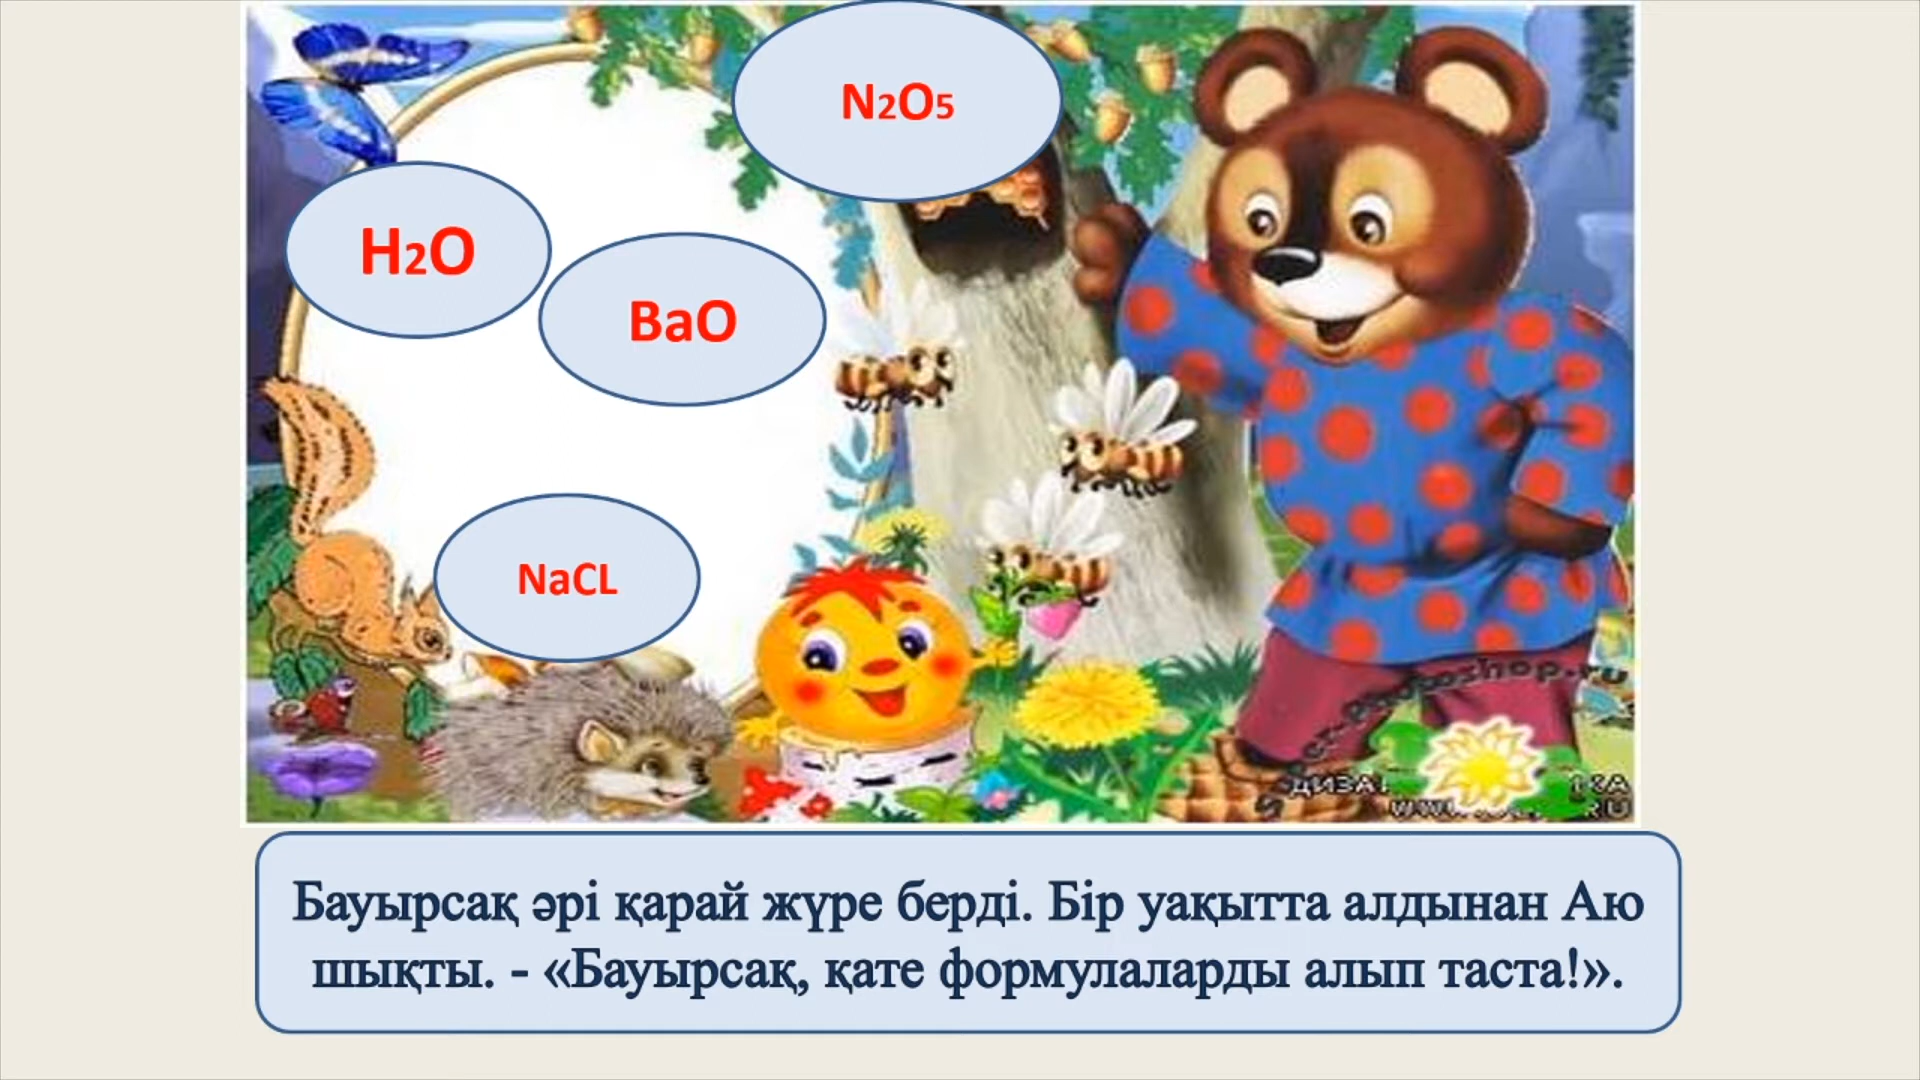 N2O5
H2O
BaO
NaCL
Бауырсақ әрі қарай жүре берді. Бір уақытта алдынан Аю
шықты. - «Бауырсақ, қате формулаларды алып таста!».